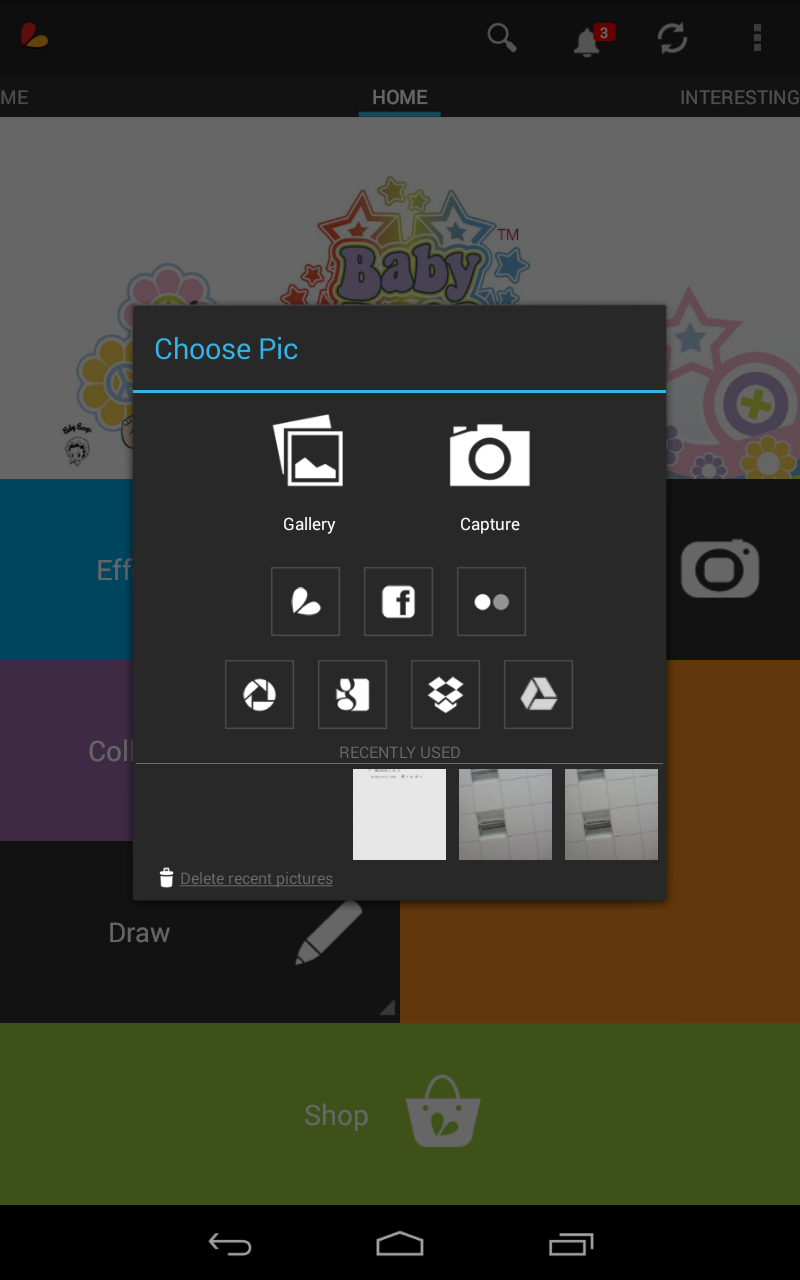 3
ME
HOME
INTERESTING
TM
Baby
Choose Pic
Gallery
Capture
Eff
Coll
RECENTLY USED
Delete recent pictures
Draw
Shop